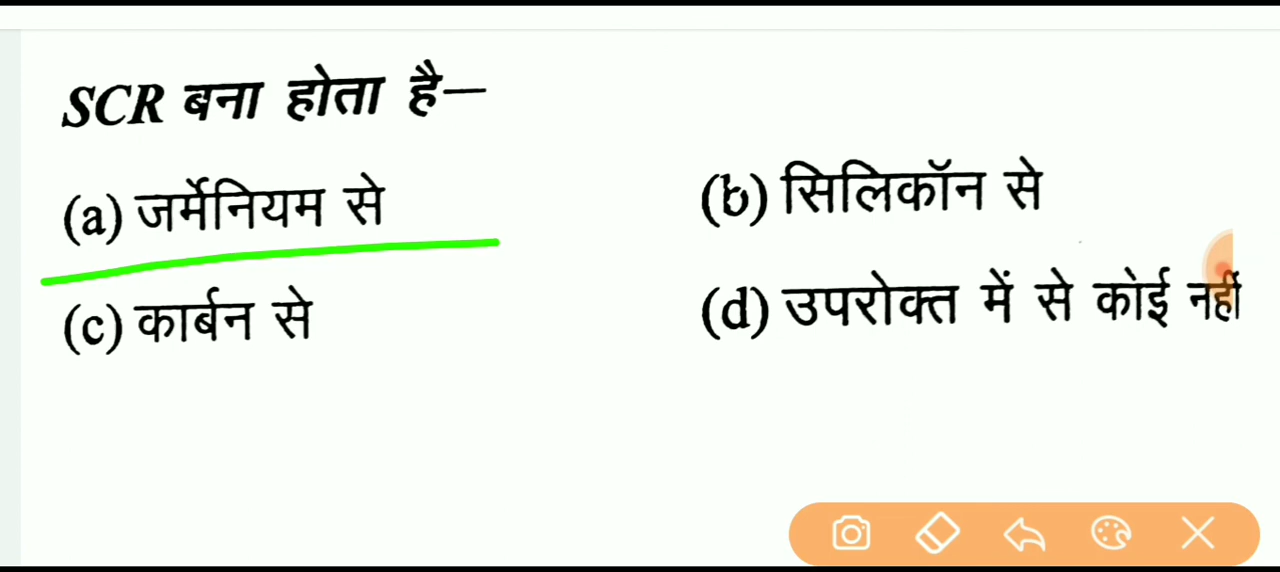 SCR बना होता है—
(a) जर्मेनियम से (b) सिलिकॉन से
(c) कार्बन से (d) उपरोक्त में से कोई नहीं